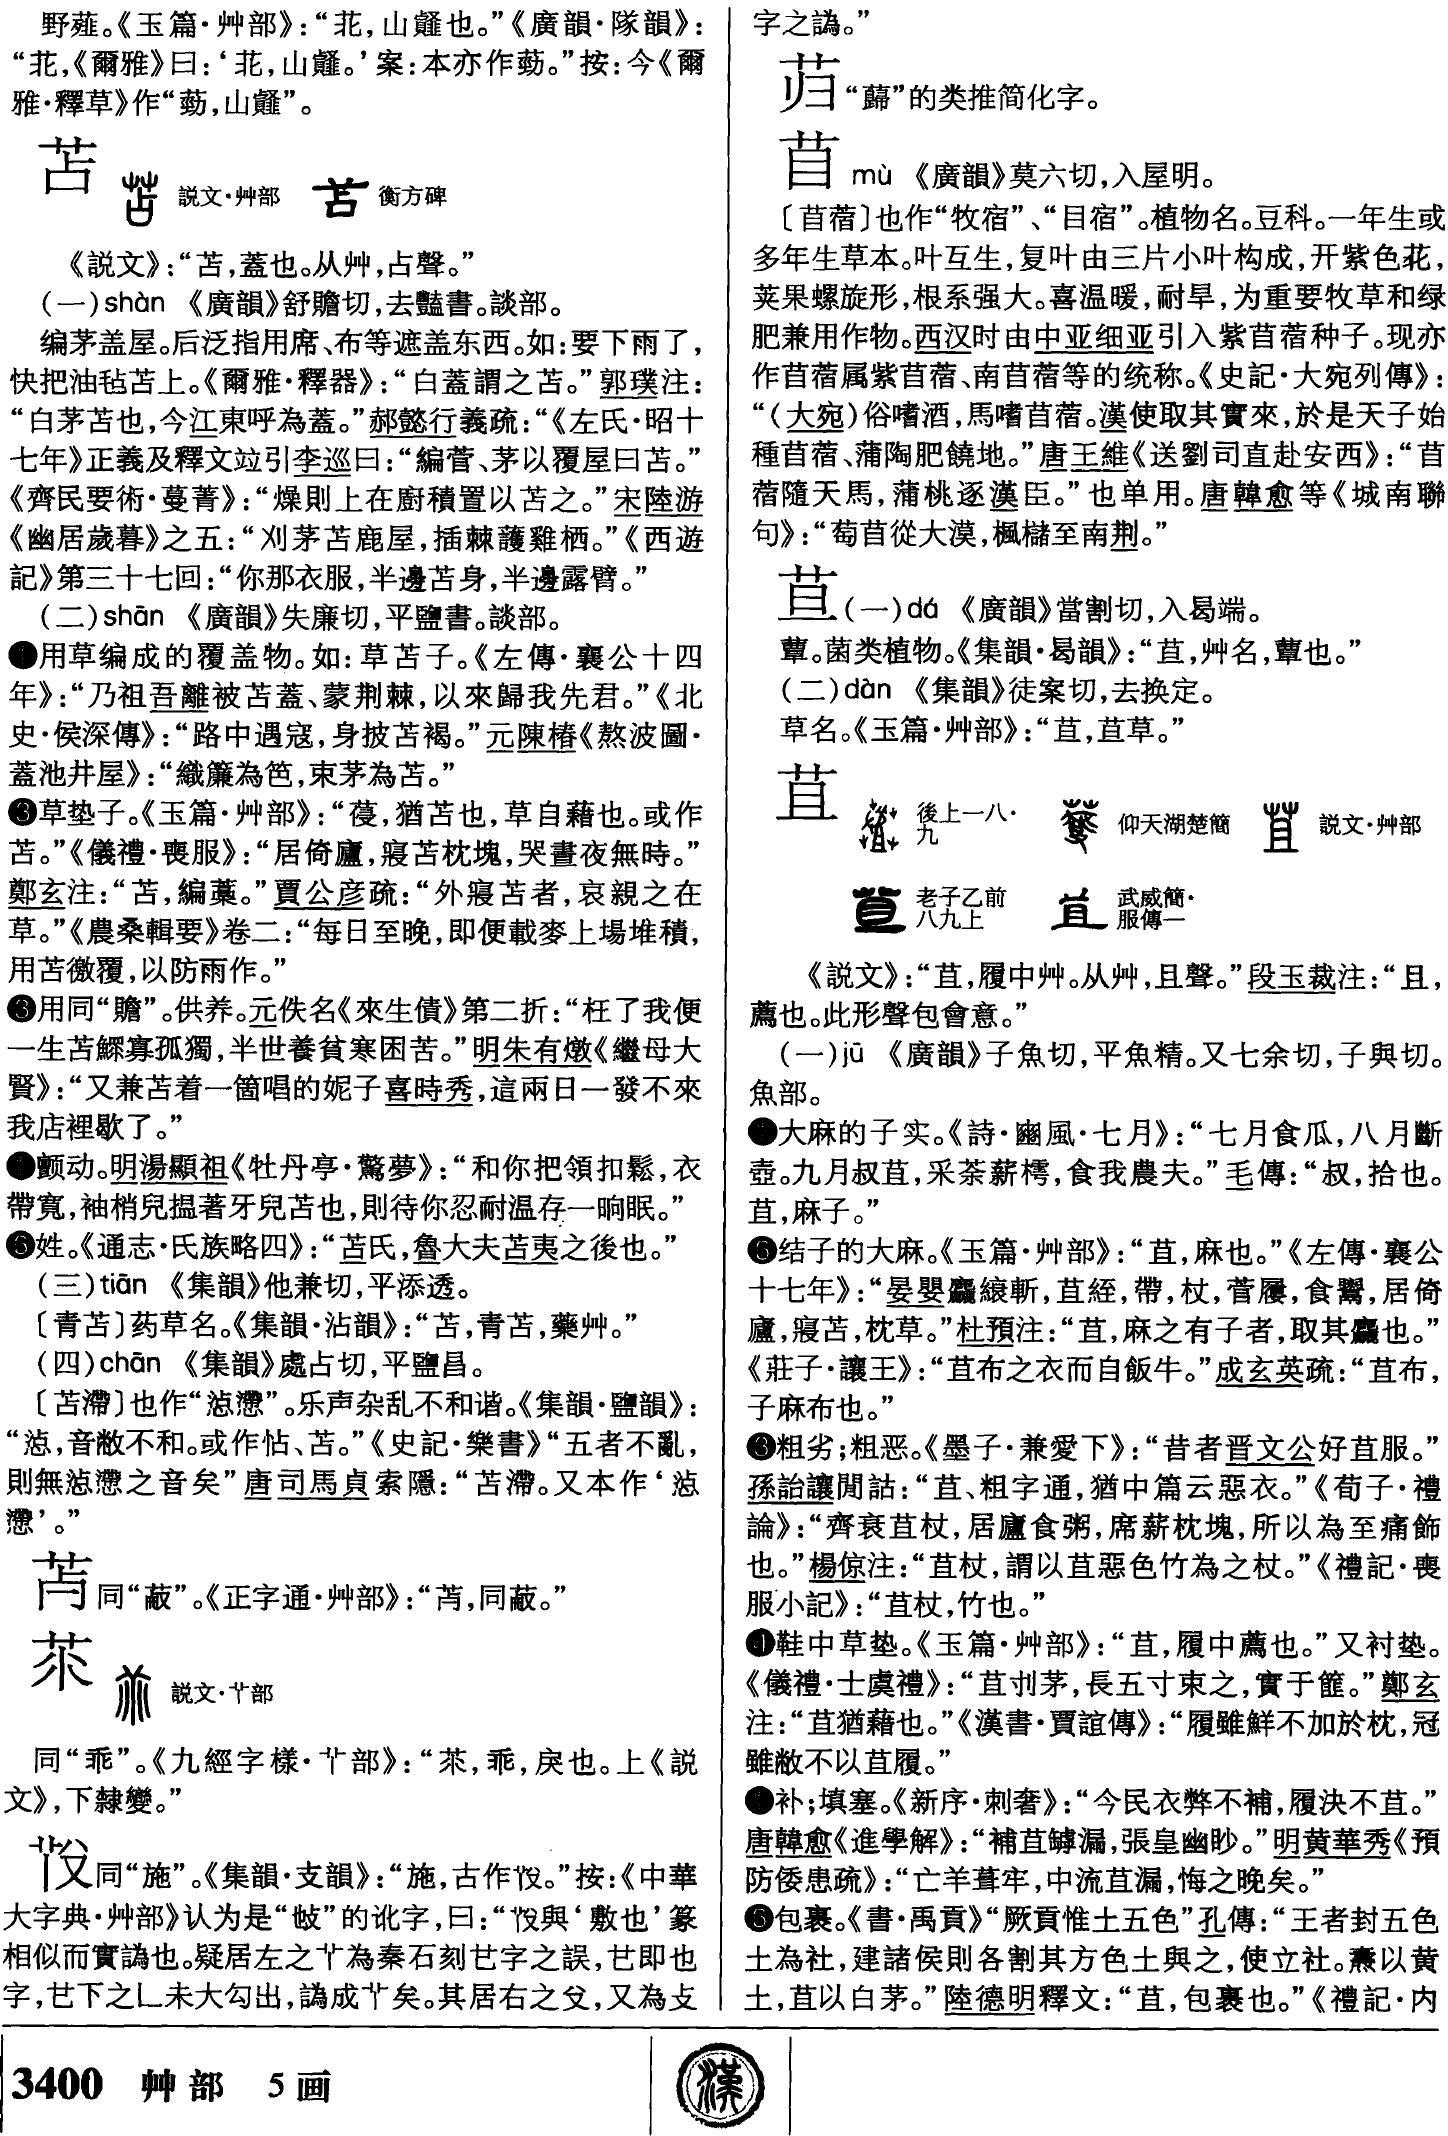 野薤。《玉篇·艸部》：“茪，山䪥也。”《廣韻·隊韻》：
《爾雅》曰：
山䪥。’案：本亦作葝。”按：今《爾
雅·釋草》作“葝，山䪥”。
苫
説文·艸部 衡方碑
《説文》：“苫，蓋也。从艸，占聲。”
（一）shàn 《廣韻》舒贍切，去豔書。談部。
编茅盖屋。后泛指用席、布等遮盖东西。如：要下雨了，
快把油毡苫上。《爾雅·釋器》：“白蓋謂之苫。”郭璞注：
“白茅苫也，今江東呼為蓋。”郝懿行義疏：“《左氏·昭十
七年》正義及釋文竝引李巡曰：“編菅、茅以覆屋曰苫。”
《齊民要術·蔓菁》：“燥則上在廚積置以苫之。”宋陸游
《幽居歲暮》之五：“刈茅苫鹿屋，插棘護雞栖。”《西遊
記》第三十七回：“你那衣服，半邊苫身，半邊露臂。”
（二）shān 《廣韻》失廉切，平鹽書。談部。
❶用草编成的覆盖物。如：草苫子。《左傳·襄公十四
年》：“乃祖吾離被苫蓋、蒙荆棘，以來歸我先君。”《北
史·侯深傳》：“路中遇寇，身披苫褐。”元陳椿《熬波圖·
蓋池井屋》：“織簾為笆，束茅為苫。”
草垫子。《玉篇·艸部》：“葠，猶苫也，草自藉也。或作
苫。”《儀禮·喪服》：“居倚廬，寢苫枕塊，哭晝夜無時。”
鄭玄注：“苫，編藁。”賈公彦疏：“外寢苫者，哀親之在
草。”《農桑輯要》卷二：“每日至晚，即便載麥上場堆積，
用苫徼覆，以防雨作。”
❸用同“贍”。供养。元佚名《來生債》第二折：“枉了我便
一生苫鰥寡孤獨，半世養貧寒困苦。”明朱有燉《繼母大
賢》：“又兼苫着一箇唱的妮子喜時秀，這兩日一發不來
我店裡歇了。”
颤动。明湯顯祖《牡丹亭·驚夢》：“和你把領扣鬆，衣
帶寬，袖梢兒揾著牙兒苫也，則待你忍耐温存一晌眠。”
❺姓。《通志·氏族略四》：“苫氏，魯大夫苫夷之後也。”
（三）tiān 《集韻》他兼切，平添透。
〔青苫〕药草名。《集韻·沾韻》：“苫，青苫，藥艸。”
（四）chān 《集韻》處占切，平鹽昌。
〔苫滯〕也作“惉懘”。乐声杂乱不和谐。《集韻·鹽韻》：
“惉，音敝不和。或作怗、苫。”《史記·樂書》“五者不亂，
則無惉懘之音矣”唐司馬貞索隱：“苫滯。又本作‘惉
懘’。”
苪同“蔽”。《正字通·艸部》：“苪，同蔽。”
説文·𦫳部
同“乖”。《九經字樣·𦫳部》：
乖，戾也。上《説
文》，下隸變。”
同“施”。《集韻·支韻》：“施，古作
按：《中華
大字典·艸部》认为是“㪯”的讹字，曰：
與‘敷也’篆
相似而實譌也。疑居左之𦫳為秦石刻
字之誤，
即也
字，
下之乚未大勾出，譌成𦫳矣。其居右之殳，又為攴
字之譌。”
“蘬”的类推简化字。
苜 mù 《廣韻》莫六切，入屋明。
〔苜蓿〕也作“牧宿”、“目宿”。植物名。豆科。一年生或
多年生草本。叶互生，复叶由三片小叶构成，开紫色花，
荚果螺旋形，根系强大。喜温暖，耐旱，为重要牧草和绿
肥兼用作物。西汉时由中亚细亚引入紫苜蓿种子。现亦
作苜蓿属紫苜蓿、南苜蓿等的统称。《史記·大宛列傳》：
“（大宛）俗嗜酒，馬嗜苜蓿。漢使取其實來，於是天子始
種苜蓿、蒲陶肥饒地。”唐王維《送劉司直赴安西》：“苜
蓿隨天馬，蒲桃逐漢臣。”也单用。唐韓愈等《城南聯
句》：“萄苜從大漠，楓櫧至南荆。”
䒤（一）dá 《廣韻》當割切，入曷端。
蕈。菌类植物。《集韻·曷韻》：“䒤，艸名，蕈也。”
（二）dàn 《集韻》徒案切，去换定。
草名。《玉篇·艸部》：“䒤，䒤草。”
苴
後上一八· 仰天湖楚簡 説文·艸部
九
老子乙前 武威簡·
八九上 服傳一
《説文》：“苴，履中艸。从艸，且聲。”段玉裁注：“且，
薦也。此形聲包會意。”
（一）jū 《廣韻》子魚切，平魚精。又七余切，子與切。
魚部。
大麻的子实。《詩·豳風·七月》：“七月食瓜，八月斷
壺。九月叔苴，采荼薪樗，食我農夫。”毛傳：“叔，拾也。
苴，麻子。”
结子的大麻。《玉篇·艸部》：“苴，麻也。”《左傳·襄公
十七年》：“晏嬰麤縗斬，苴絰，帶，杖，菅屨，食鬻，居倚
廬，寢苫，枕草。”杜預注：“苴，麻之有子者，取其麤也。”
《莊子·讓王》：“苴布之衣而自飯牛。”成玄英疏：“苴布，
子麻布也。”
❸粗劣；粗恶。《墨子·兼愛下》：“昔者晋文公好苴服。”
孫詒讓閒詁：“苴、粗字通，猶中篇云惡衣。”《荀子·禮
論》：“齊衰苴杖，居廬食粥，席薪枕塊，所以為至痛飾
也。”楊倞注：“苴杖，謂以苴惡色竹為之杖。”《禮記·喪
服小記》：“苴杖，竹也。”
❹鞋中草垫。《玉篇·艸部》：“苴，履中薦也。”又衬垫。
《儀禮·士虞禮》：“苴刌茅，長五寸束之，實于篚。”鄭玄
注：“苴猶藉也。”《漢書·賈誼傳》：“履雖鮮不加於枕，冠
雖敝不以苴履。”
补；填塞。《新序·刺奢》：“今民衣弊不補，履決不苴。”
唐韓愈《進學解》：“補苴罅漏，張皇幽眇。”明黄華秀《預
防倭患疏》：“亡羊葺牢，中流苴漏，悔之晚矣。”
包裹。《書·禹貢》“厥貢惟土五色”孔傳：“王者封五色
土為社，建諸侯則各割其方色土與之，使立社。燾以黄
土，苴以白茅。”陸德明釋文：“苴，包裹也。”《禮記·内
3400 艸部 5画
漢